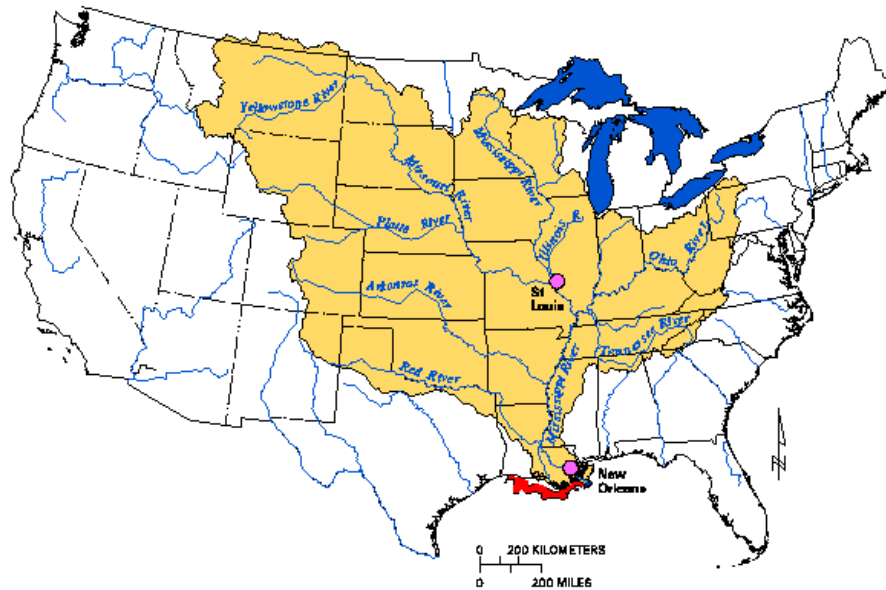 Yellowstone River
Mississippi River
Missouri River
Platte River
Illinois R.
Ohio River
St
Louis
Arkansas River
Tennessee River
Red River
Mississippi River
New
Orleans
0 200 KILOMETERS
0 200 MILES
N